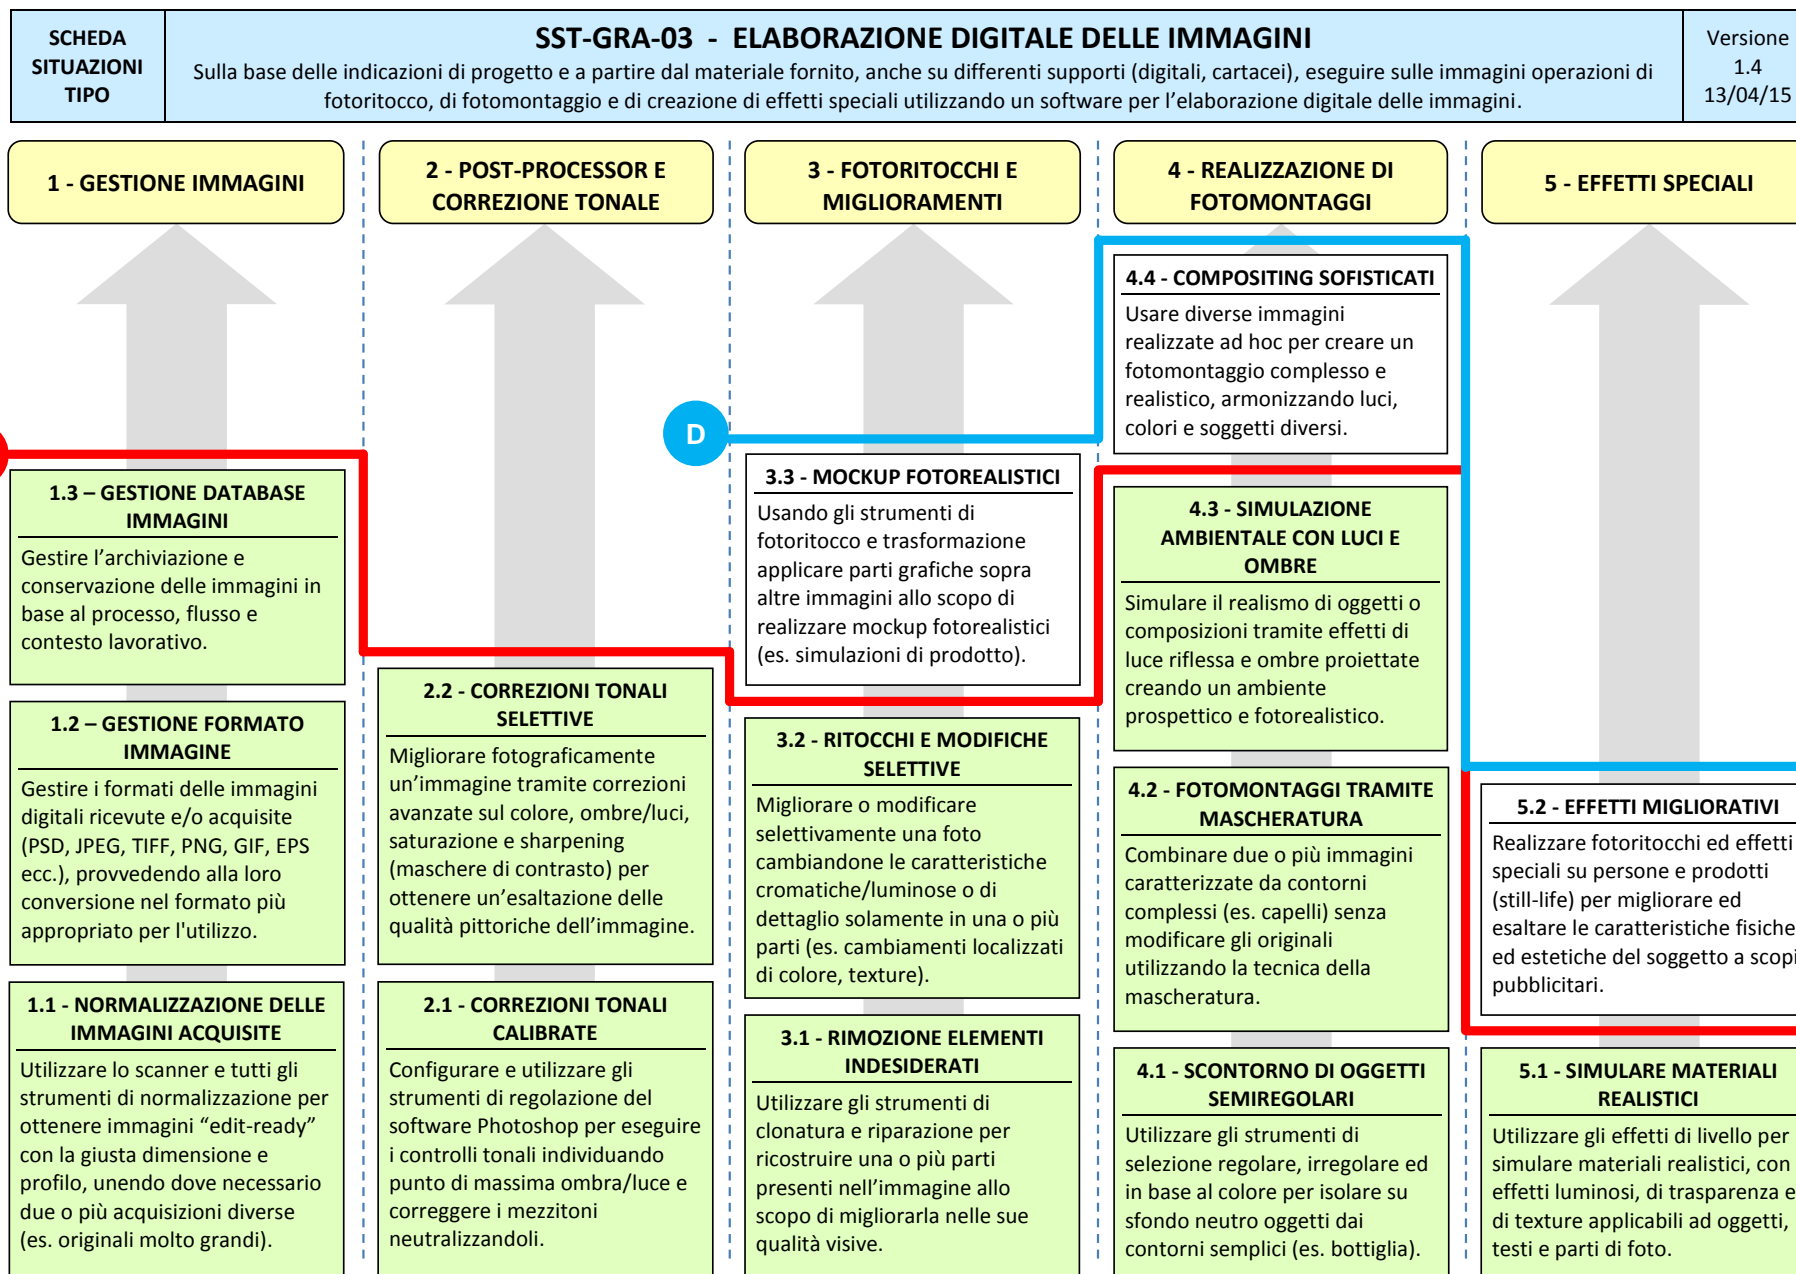 SCHEDA
SITUAZIONI
TIPO
SST-GRA-03 - ELABORAZIONE DIGITALE DELLE IMMAGINI
Sulla base delle indicazioni di progetto e a partire dal materiale fornito, anche su differenti supporti (digitali, cartacei), eseguire sulle immagini operazioni di
fotoritocco, di fotomontaggio e di creazione di effetti speciali utilizzando un software per l’elaborazione digitale delle immagini.
Versione
1.4
13/04/15
1 - GESTIONE IMMAGINI
2 - POST-PROCESSOR E
CORREZIONE TONALE
3 - FOTORITOCCHI E
MIGLIORAMENTI
4 - REALIZZAZIONE DI
FOTOMONTAGGI
5 - EFFETTI SPECIALI
1.3 – GESTIONE DATABASE
IMMAGINI
Gestire l’archiviazione e
conservazione delle immagini in
base al processo, flusso e
contesto lavorativo.
1.2 – GESTIONE FORMATO
IMMAGINE
Gestire i formati delle immagini
digitali ricevute e/o acquisite
(PSD, JPEG, TIFF, PNG, GIF, EPS
ecc.), provvedendo alla loro
conversione nel formato più
appropriato per l'utilizzo.
1.1 - NORMALIZZAZIONE DELLE
IMMAGINI ACQUISITE
Utilizzare lo scanner e tutti gli
strumenti di normalizzazione per
ottenere immagini “edit-ready”
con la giusta dimensione e
profilo, unendo dove necessario
due o più acquisizioni diverse
(es. originali molto grandi).
2.2 - CORREZIONI TONALI
SELETTIVE
Migliorare fotograficamente
un’immagine tramite correzioni
avanzate sul colore, ombre/luci,
saturazione e sharpening
(maschere di contrasto) per
ottenere un’esaltazione delle
qualità pittoriche dell’immagine.
2.1 - CORREZIONI TONALI
CALIBRATE
Configurare e utilizzare gli
strumenti di regolazione del
software Photoshop per eseguire
i controlli tonali individuando
punto di massima ombra/luce e
correggere i mezzitoni
neutralizzandoli.
D
3.3 - MOCKUP FOTOREALISTICI
Usando gli strumenti di
fotoritocco e trasformazione
applicare parti grafiche sopra
altre immagini allo scopo di
realizzare mockup fotorealistici
(es. simulazioni di prodotto).
3.2 - RITOCCHI E MODIFICHE
SELETTIVE
Migliorare o modificare
selettivamente una foto
cambiandone le caratteristiche
cromatiche/luminose o di
dettaglio solamente in una o più
parti (es. cambiamenti localizzati
di colore, texture).
3.1 - RIMOZIONE ELEMENTI
INDESIDERATI
Utilizzare gli strumenti di
clonatura e riparazione per
ricostruire una o più parti
presenti nell’immagine allo
scopo di migliorarla nelle sue
qualità visive.
4.4 - COMPOSITING SOFISTICATI
Usare diverse immagini
realizzate ad hoc per creare un
fotomontaggio complesso e
realistico, armonizzando luci,
colori e soggetti diversi.
4.3 - SIMULAZIONE
AMBIENTALE CON LUCI E
OMBRE
Simulare il realismo di oggetti o
composizioni tramite effetti di
luce riflessa e ombre proiettate
creando un ambiente
prospettico e fotorealistico.
4.2 - FOTOMONTAGGI TRAMITE
MASCHERATURA
Combinare due o più immagini
caratterizzate da contorni
complessi (es. capelli) senza
modificare gli originali
utilizzando la tecnica della
mascheratura.
4.1 - SCONTORNO DI OGGETTI
SEMIREGOLARI
Utilizzare gli strumenti di
selezione regolare, irregolare ed
in base al colore per isolare su
sfondo neutro oggetti dai
contorni semplici (es. bottiglia).
5.2 - EFFETTI MIGLIORATIVI
Realizzare fotoritocchi ed effetti
speciali su persone e prodotti
(still-life) per migliorare ed
esaltare le caratteristiche fisiche
ed estetiche del soggetto a scopi
pubblicitari.
5.1 - SIMULARE MATERIALI
REALISTICI
Utilizzare gli effetti di livello per
simulare materiali realistici, con
effetti luminosi, di trasparenza e
di texture applicabili ad oggetti,
testi e parti di foto.